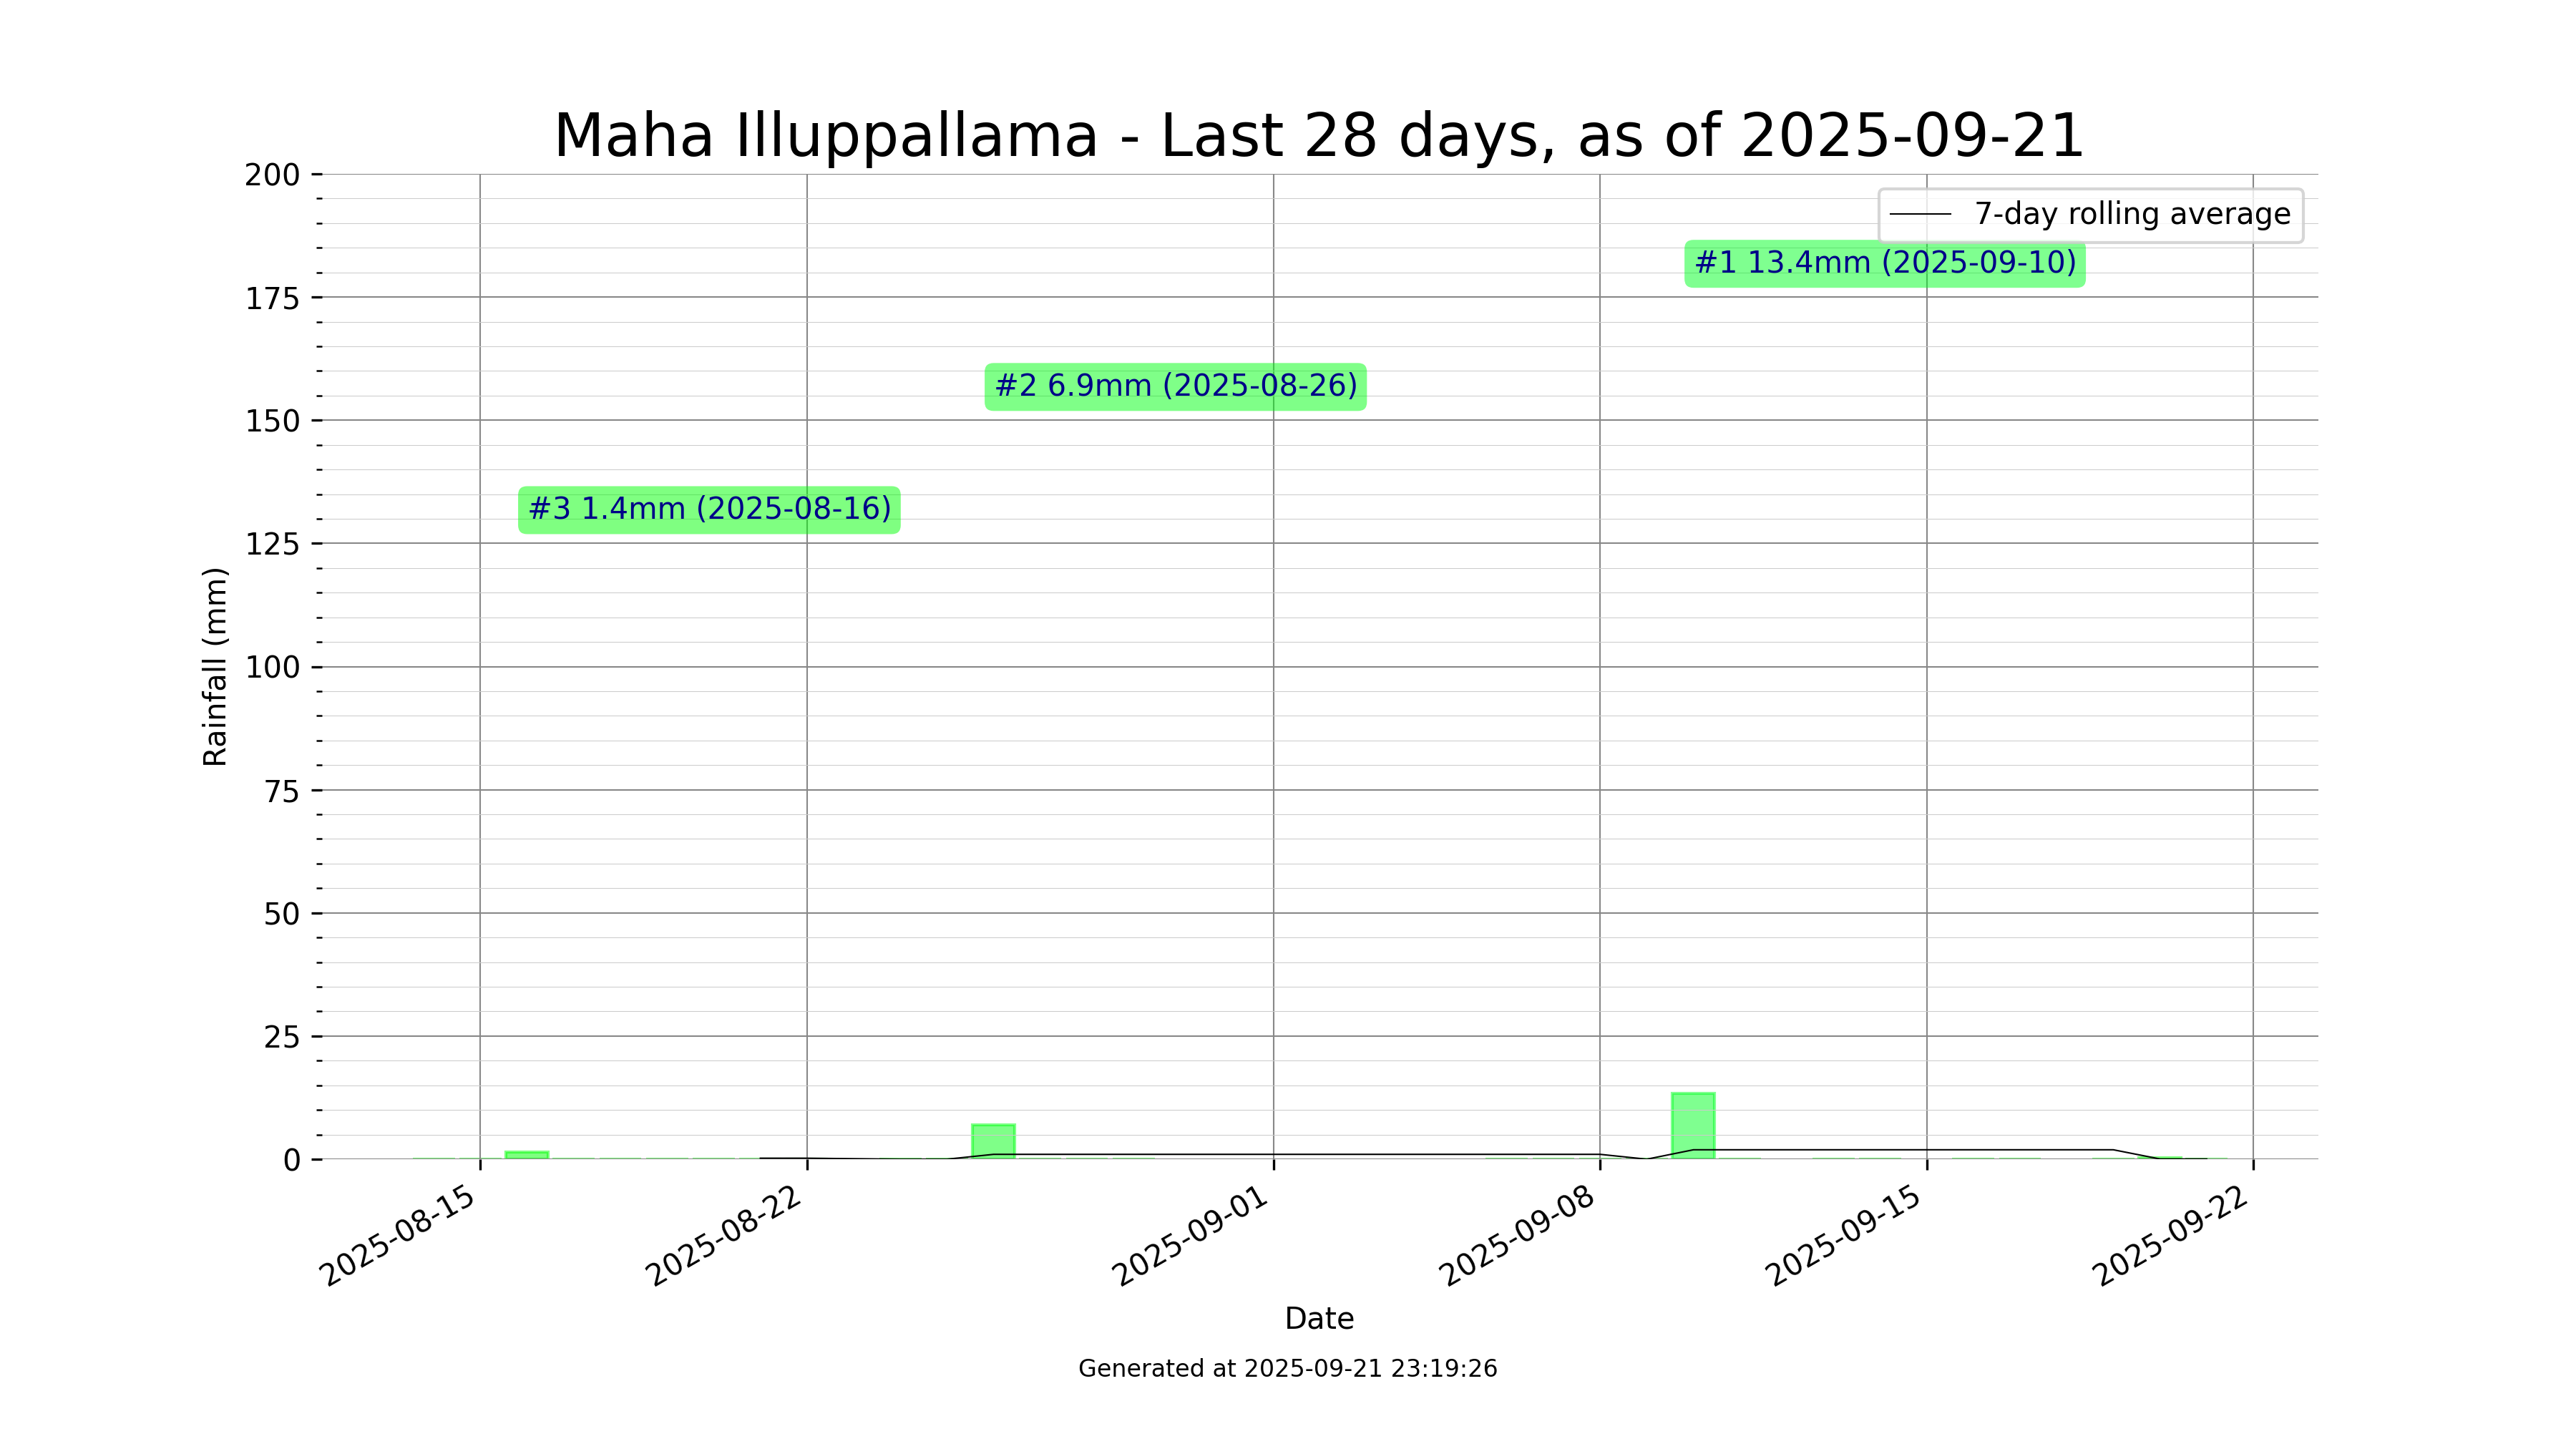 Maha Illuppallama - Last 28 days, as of 2025-09-21
200
7-day rolling average
#1 13.4mm (2025-09-10)
175
#2 6.9mm (2025-08-26)
150
#3 1.4mm (2025-08-16)
125
Rainfall (mm)
100
75
50
25
0
2025-08-15
2025-08-22
2025-09-01
2025-09-08
2025-09-15
2025-09-22
Date
Generated at 2025-09-21 23:19:26